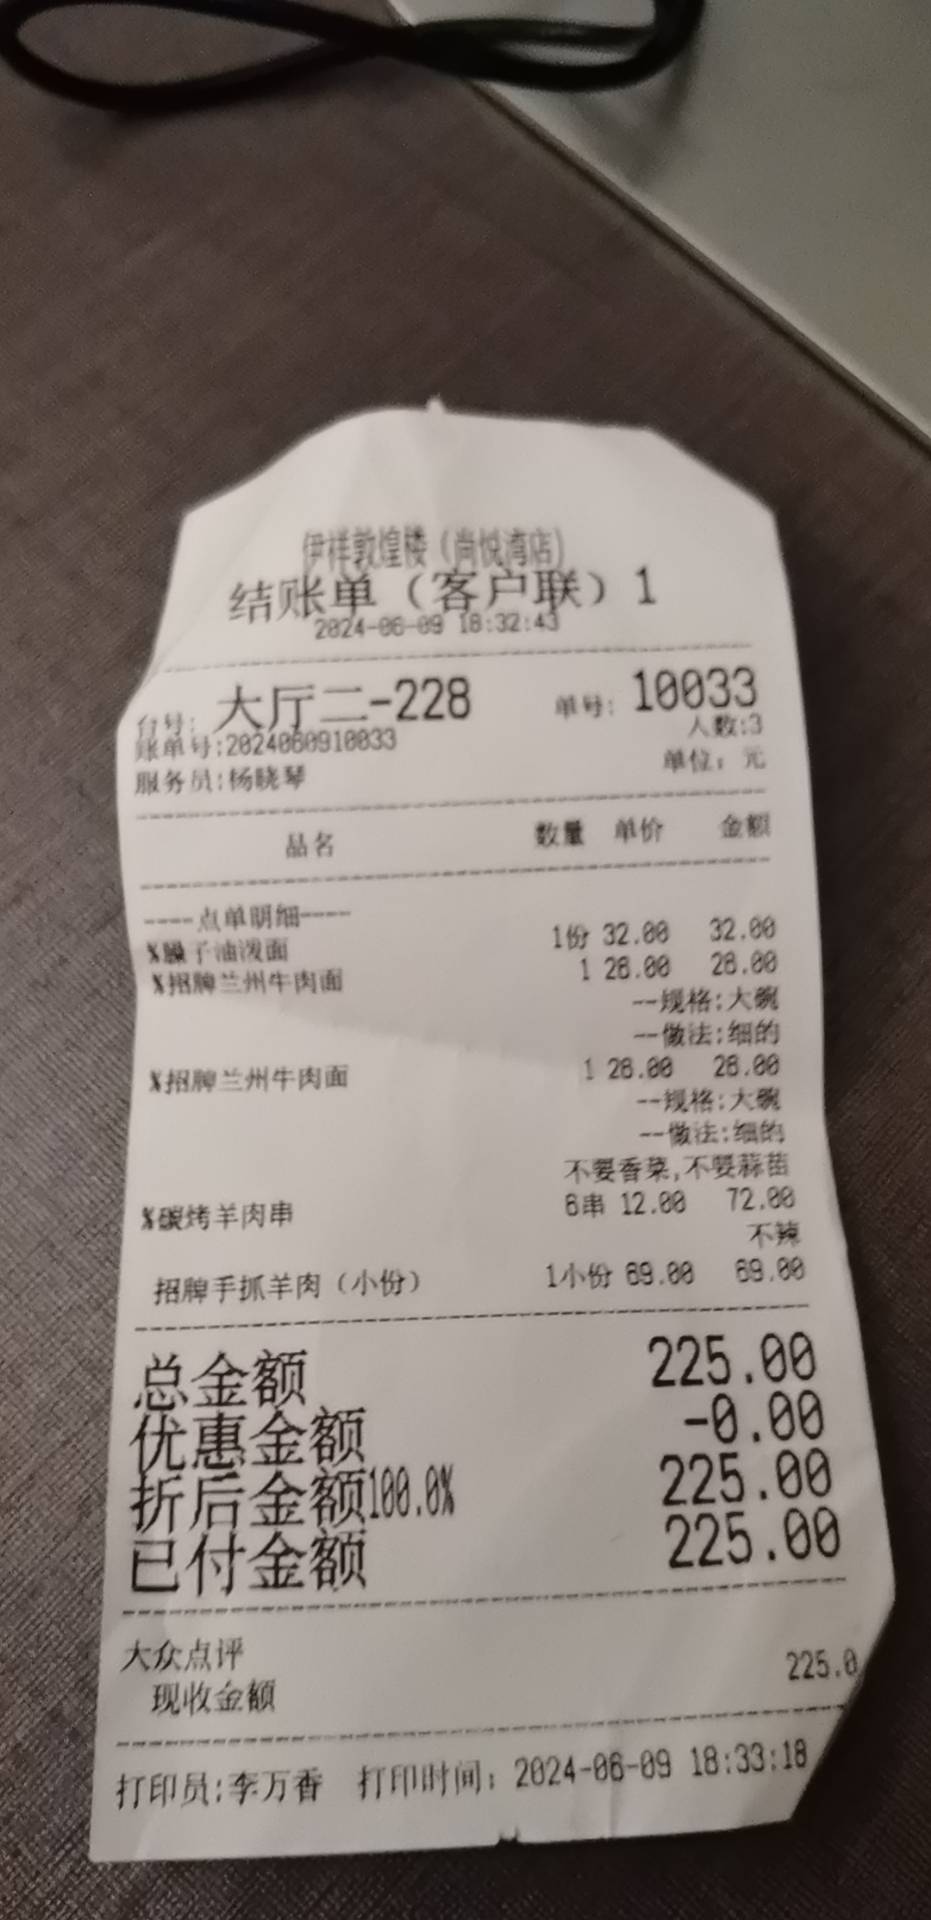 伊祥敦煌楼（尚悦湾店）
结账单（客户联）1
2024-06-09 18:32:43
台号: 大厅二-228 单号: 10033
账单号:2024060910033 人数:3
服务员:杨晓琴 单位: 元
品名 数量 单价 金额
----点单明细----
%臊子油泼面 1份 32.00 32.00
%招牌兰州牛肉面 1 26.00 26.00
--规格:大碗
--做法:细的
%招牌兰州牛肉面 1 26.00 26.00
--规格:大碗
--做法:细的
不要香菜,不要蒜苗
%碳烤羊肉串 6串 12.00 72.00
不辣
招牌手抓羊肉（小份） 1小份 69.00 69.00
总金额 225.00
优惠金额 -0.00
折后金额100.0% 225.00
已付金额 225.00
大众点评 225.0
现收金额
打印员:李万香 打印时间: 2024-06-09 18:33:18